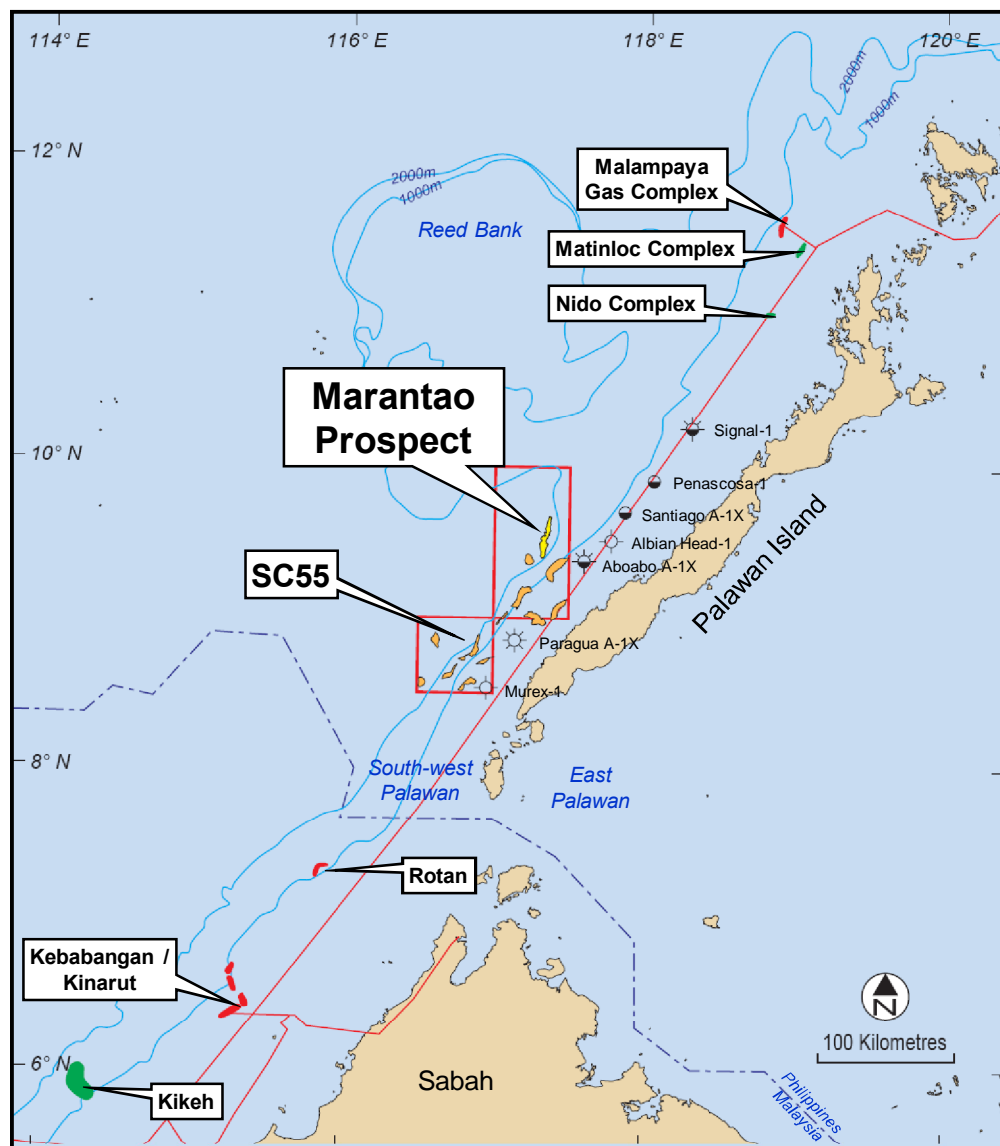 114° E
116° E
118° E
120° E
2000m
1000m
12° N
Malampaya
Gas Complex
2000m
1000m
Reed Bank
Matinloc Complex
Nido Complex
Marantao
Prospect
Signal-1
10° N
Penascosa-1
Santiago A-1X
Albian Head-1
Aboabo A-1X
SC55
Palawan Island
Paragua A-1X
Murex-1
8° N
South-west
Palawan
East
Palawan
Rotan
Kebabangan /
Kinarut
N
100 Kilometres
6° N
Sabah
Kikeh
Philippines
Malaysia